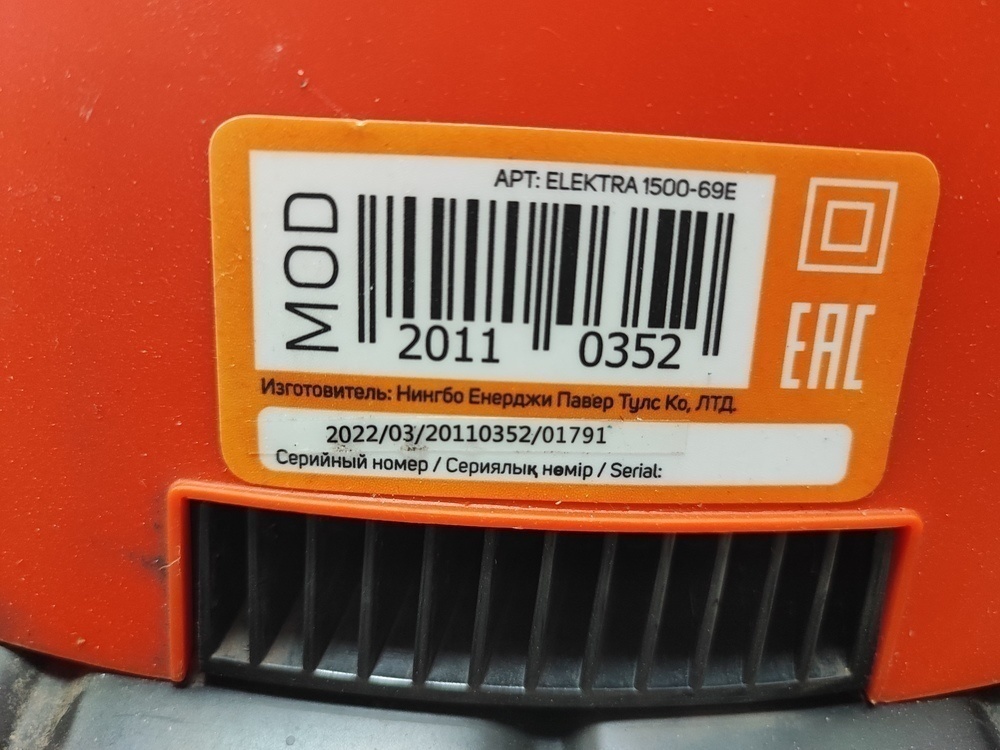 АРТ: ELEKTRA 1500-69E
MOD
2011 0352
EAC
Изготовитель: Нингбо Енерджи Павер Тулс Ко, ЛТД.
2022/03/20110352/01791
Серийный номер / Сериялық нөмір / Serial: